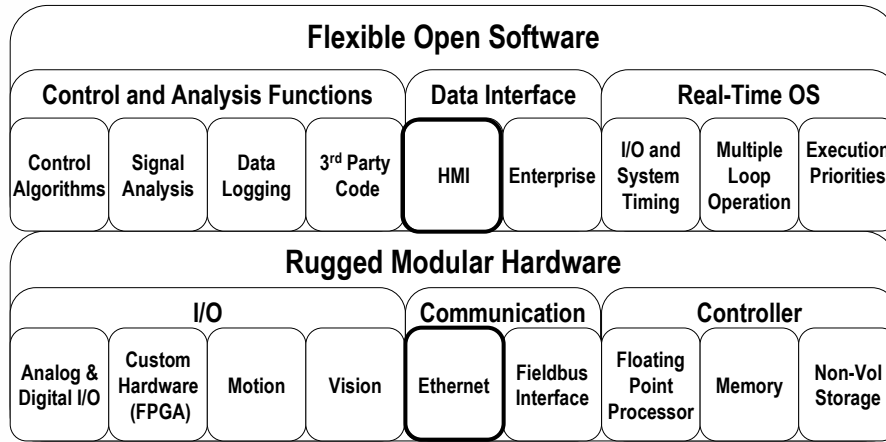 Flexible Open Software
Control and Analysis Functions
Data Interface
Real-Time OS
Control
Algorithms
Signal
Analysis
Data
Logging
3rd Party
Code
HMI
Enterprise
I/O and
System
Timing
Multiple
Loop
Operation
Execution
Priorities
Rugged Modular Hardware
I/O
Communication
Controller
Analog &
Digital I/O
Custom
Hardware
(FPGA)
Motion
Vision
Ethernet
Fieldbus
Interface
Floating
Point
Processor
Memory
Non-Vol
Storage